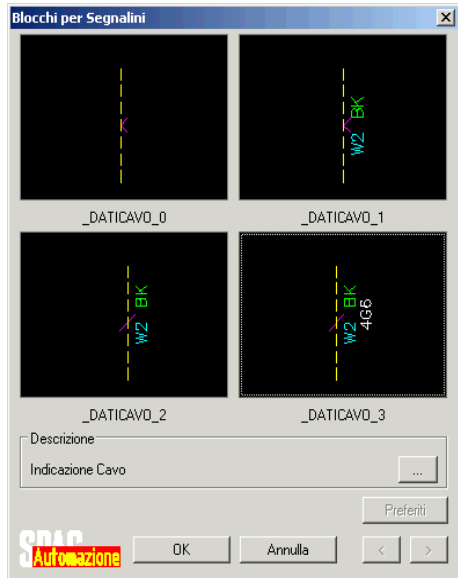 Blocchi per Segnalini
W2 BK
_DATICAVO_0
_DATICAVO_1
W2 BK
W2 BK
4G6
_DATICAVO_2
_DATICAVO_3
Descrizione
Indicazione Cavo
...
Preferiti
SPAC
Automazione
OK
Annulla
<
>